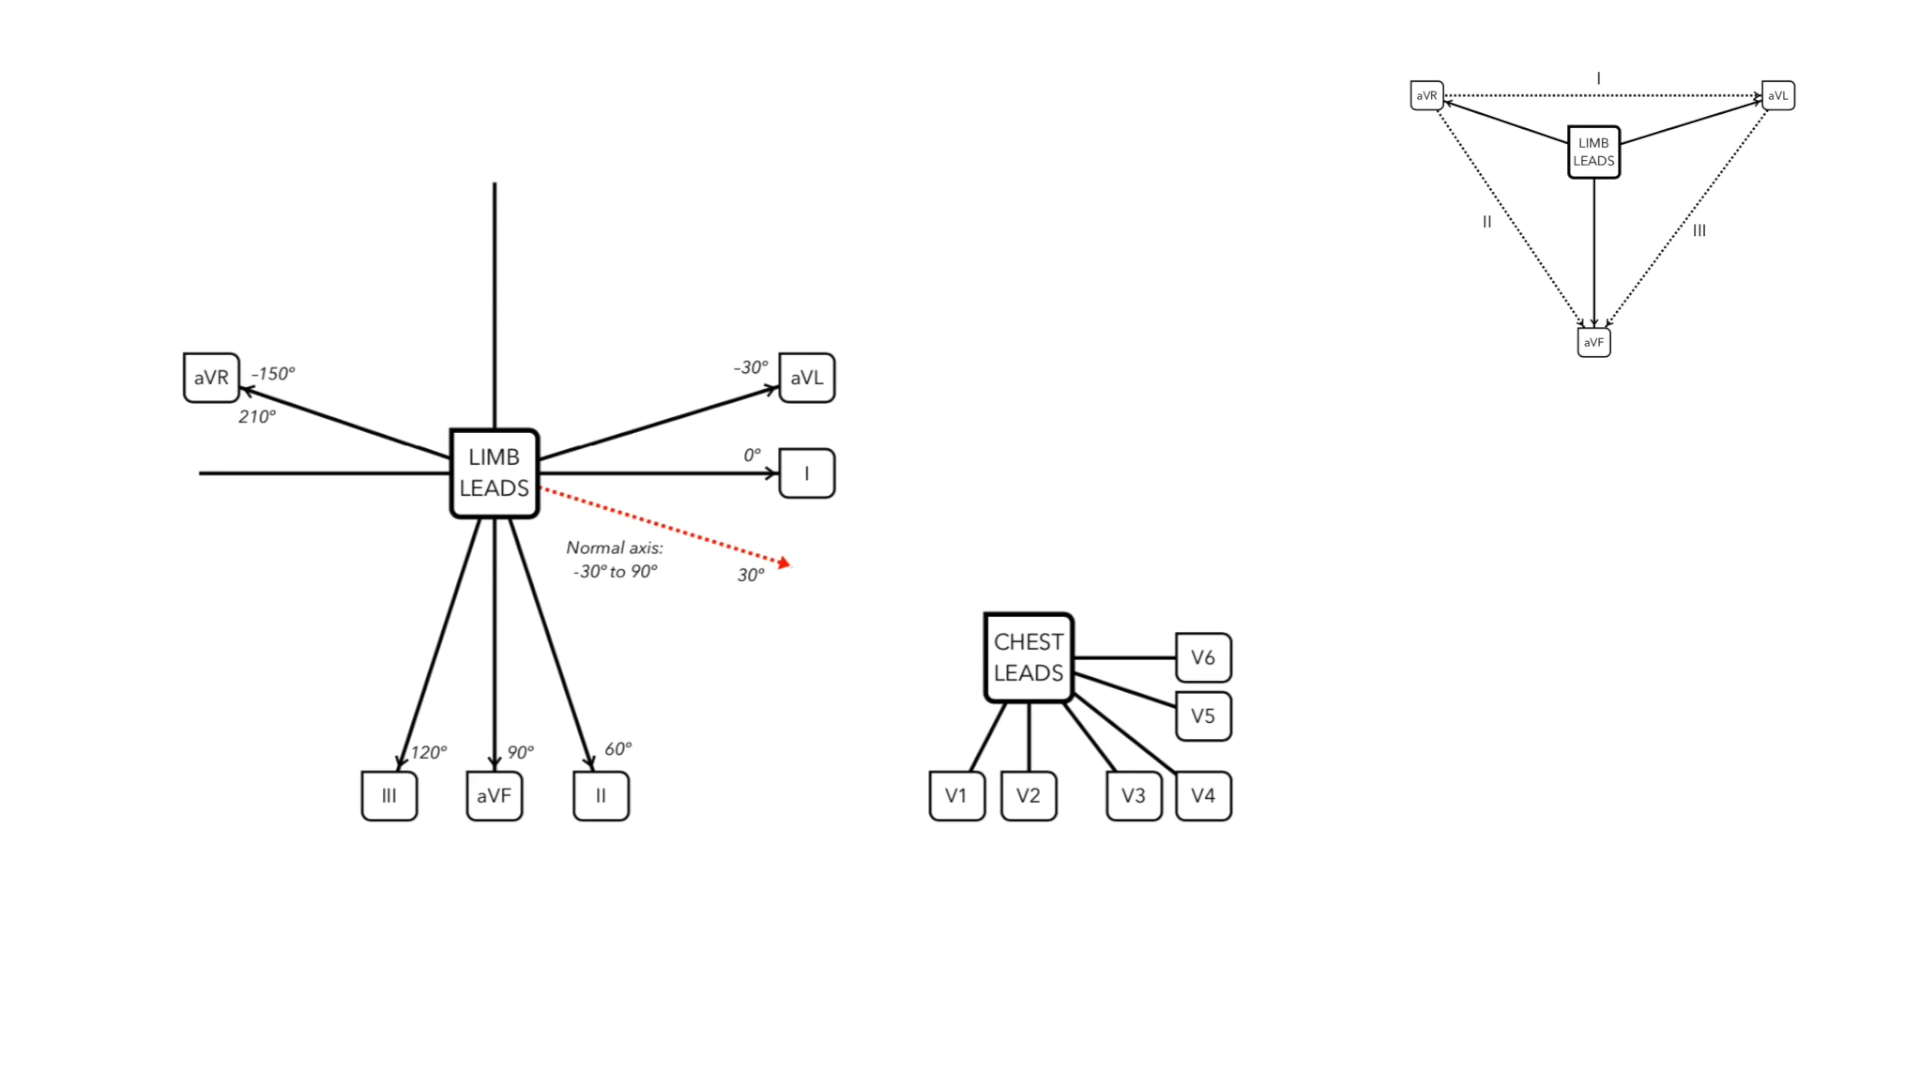 I
aVR
aVL
LIMB
LEADS
II
III
aVF
aVR
-150º
210º
-30º
aVL
LIMB
LEADS
0º
I
Normal axis:
-30º to 90º
30º
120º
90º
60º
III
aVF
II
CHEST
LEADS
V6
V5
V1
V2
V3
V4